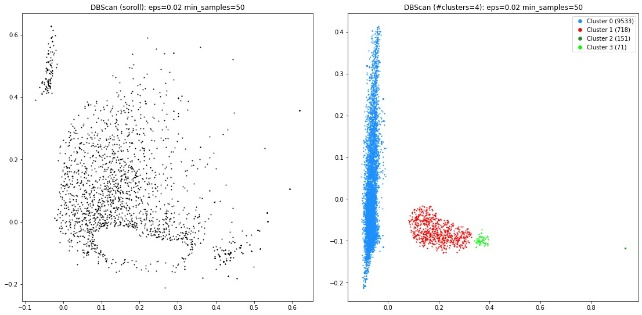 DBScan (soroll): eps=0.02 min_samples=50
0.6
0.4
0.2
0.0
−0.2
−0.1 0.0 0.1 0.2 0.3 0.4 0.5 0.6
DBScan (#clusters=4): eps=0.02 min_samples=50
Cluster 0 (9533)
Cluster 1 (718)
Cluster 2 (151)
Cluster 3 (71)
0.4
0.3
0.2
0.1
0.0
−0.1
−0.2
0.0 0.2 0.4 0.6 0.8